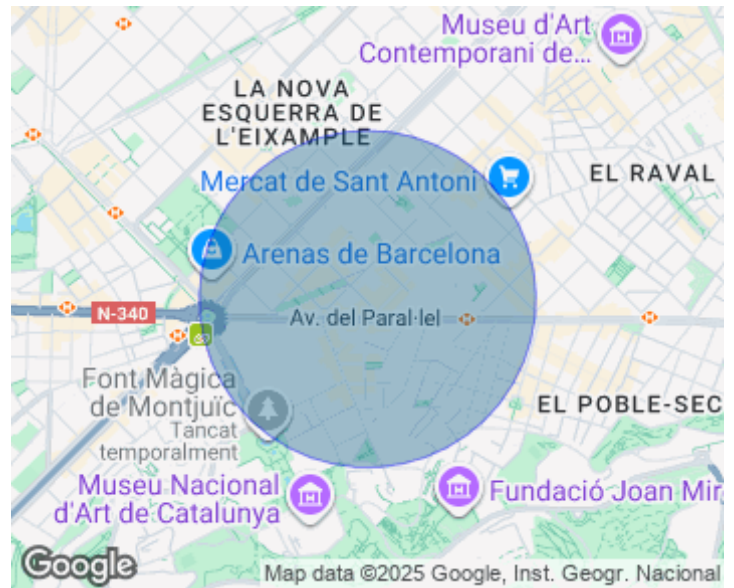 Museu d'Art
Contemporani de...
LA NOVA
ESQUERRA DE
L'EIXAMPLE
Mercat de Sant Antoni
EL RAVAL
Arenas de Barcelona
N-340
Av. del Paral·lel
Font Màgica
de Montjuïc
Tancat
temporalment
EL POBLE-SEC
Museu Nacional
d'Art de Catalunya
Fundació Joan Mir
Google
Map data ©2025 Google, Inst. Geogr. Nacional